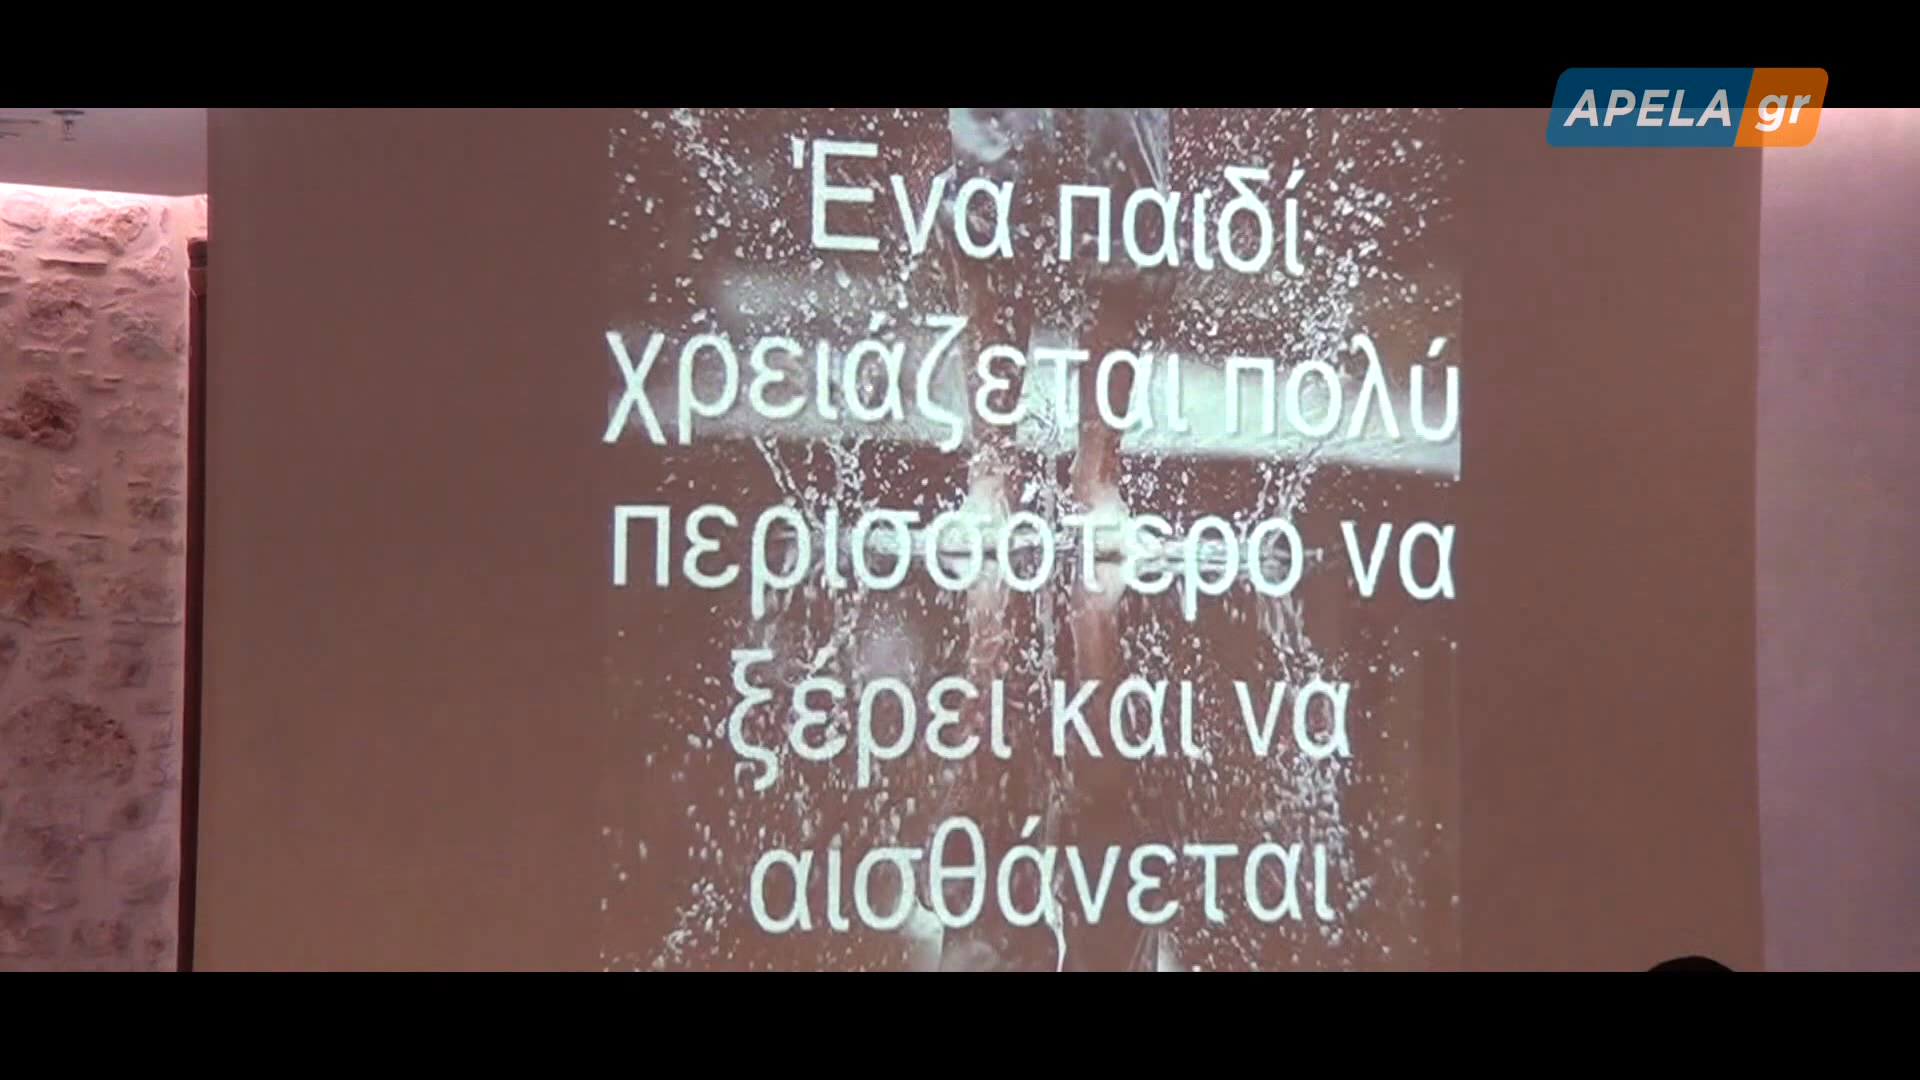 APELA gr
Ένα παιδί
χρειάζεται πολύ
περισσότερο να
ξέρει και να
αισθάνεται